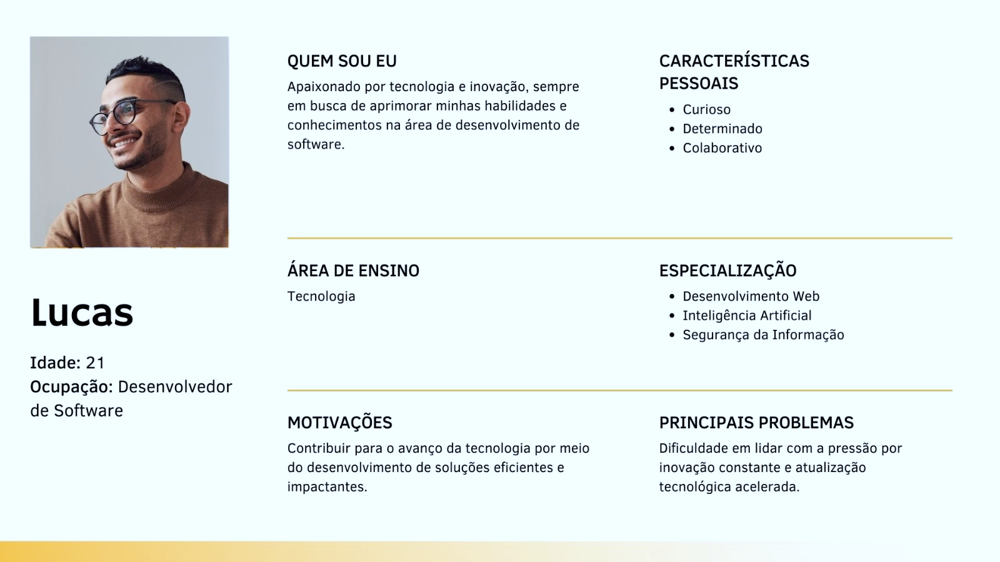 Lucas
Idade: 21
Ocupação: Desenvolvedor
de Software
QUEM SOU EU
Apaixonado por tecnologia e inovação, sempre
em busca de aprimorar minhas habilidades e
conhecimentos na área de desenvolvimento de
software.
CARACTERÍSTICAS
PESSOAIS
• Curioso
• Determinado
• Colaborativo
ÁREA DE ENSINO
Tecnologia
ESPECIALIZAÇÃO
• Desenvolvimento Web
• Inteligência Artificial
• Segurança da Informação
MOTIVAÇÕES
Contribuir para o avanço da tecnologia por meio
do desenvolvimento de soluções eficientes e
impactantes.
PRINCIPAIS PROBLEMAS
Dificuldade em lidar com a pressão por
inovação constante e atualização
tecnológica acelerada.